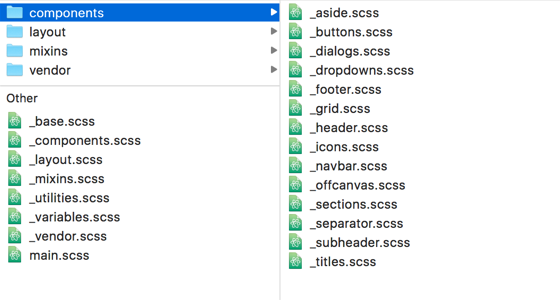 components
layout
mixins
vendor
Other
_base.scss
_components.scss
_layout.scss
_mixins.scss
_utilities.scss
_variables.scss
_vendor.scss
main.scss
_aside.scss
_buttons.scss
_dialogs.scss
_dropdowns.scss
_footer.scss
_grid.scss
_header.scss
_icons.scss
_navbar.scss
_offcanvas.scss
_sections.scss
_separator.scss
_subheader.scss
_titles.scss